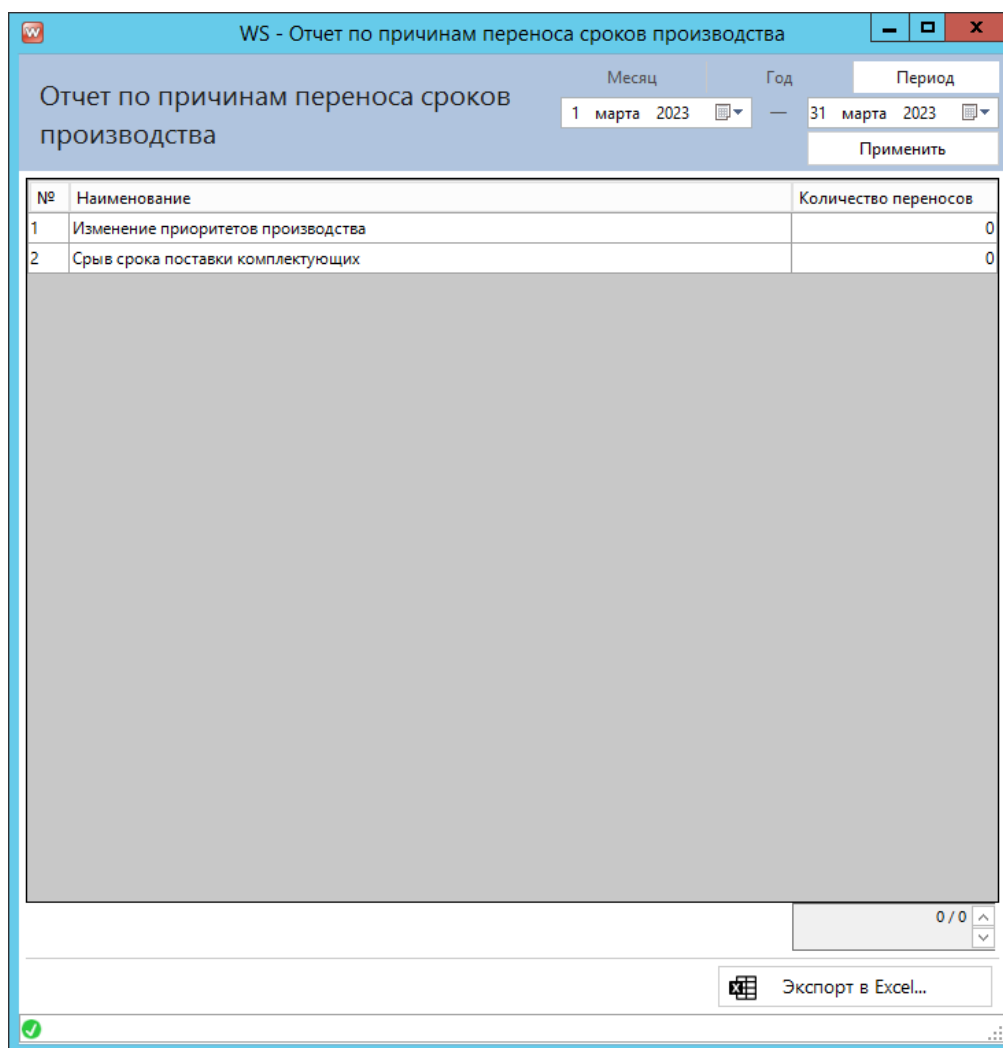 WS - Отчет по причинам переноса сроков производства
Отчет по причинам переноса сроков
производства
Месяц Год Период
1 марта 2023 — 31 марта 2023
Применить
№ Наименование Количество переносов
1 Изменение приоритетов производства 0
2 Срыв срока поставки комплектующих 0
0 / 0
Экспорт в Excel...